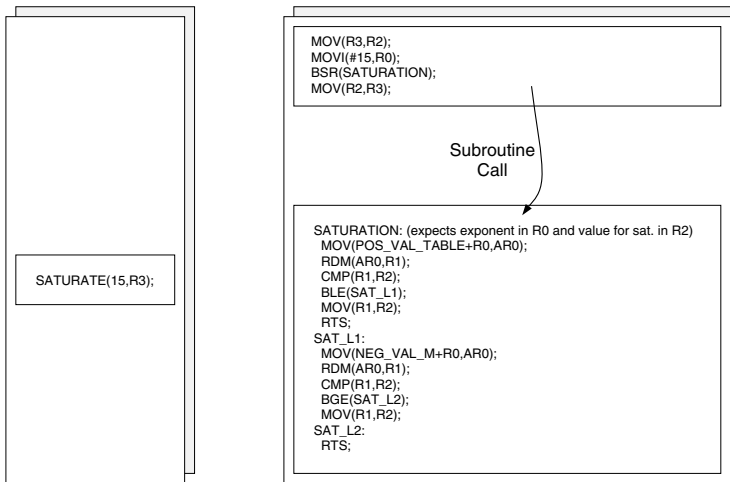 SATURATE(15,R3);
MOV(R3,R2);
MOVI(#15,R0);
BSR(SATURATION);
MOV(R2,R3);
Subroutine
Call
SATURATION: (expects exponent in R0 and value for sat. in R2)
MOV(POS_VAL_TABLE+R0,AR0);
RDM(AR0,R1);
CMP(R1,R2);
BLE(SAT_L1);
MOV(R1,R2);
RTS;
SAT_L1:
MOV(NEG_VAL_M+R0,AR0);
RDM(AR0,R1);
CMP(R1,R2);
BGE(SAT_L2);
MOV(R1,R2);
SAT_L2:
RTS;